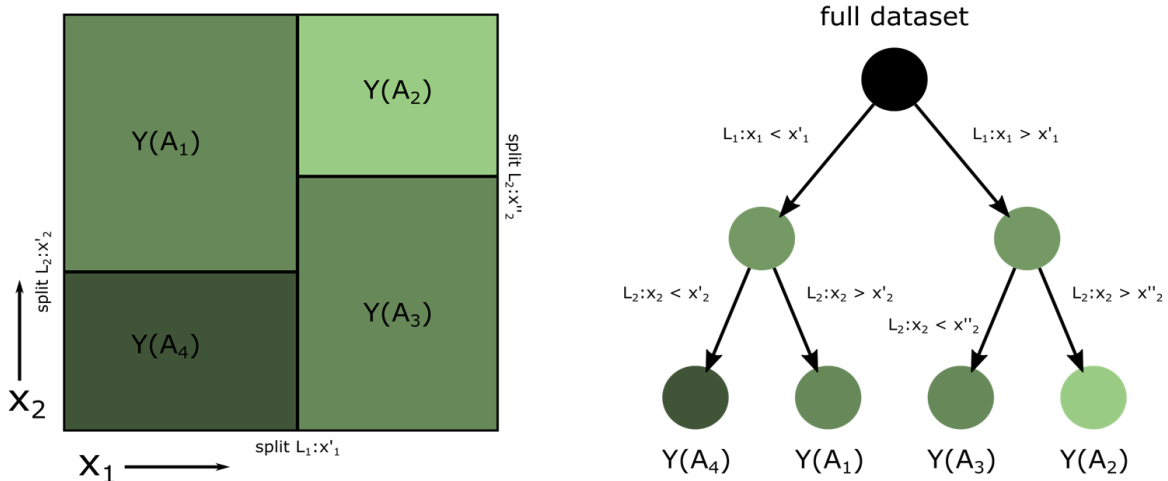 Y(A₁)
Y(A₂)
Y(A₃)
Y(A₄)
split L₂:x'₂
split L₂:x''₂
split L₁:x'₁
x₂
x₁
full dataset
L₁:x₁ < x'₁
L₁:x₁ > x'₁
L₂:x₂ < x'₂
L₂:x₂ > x'₂
L₂:x₂ < x''₂
L₂:x₂ > x''₂
Y(A₄)
Y(A₁)
Y(A₃)
Y(A₂)